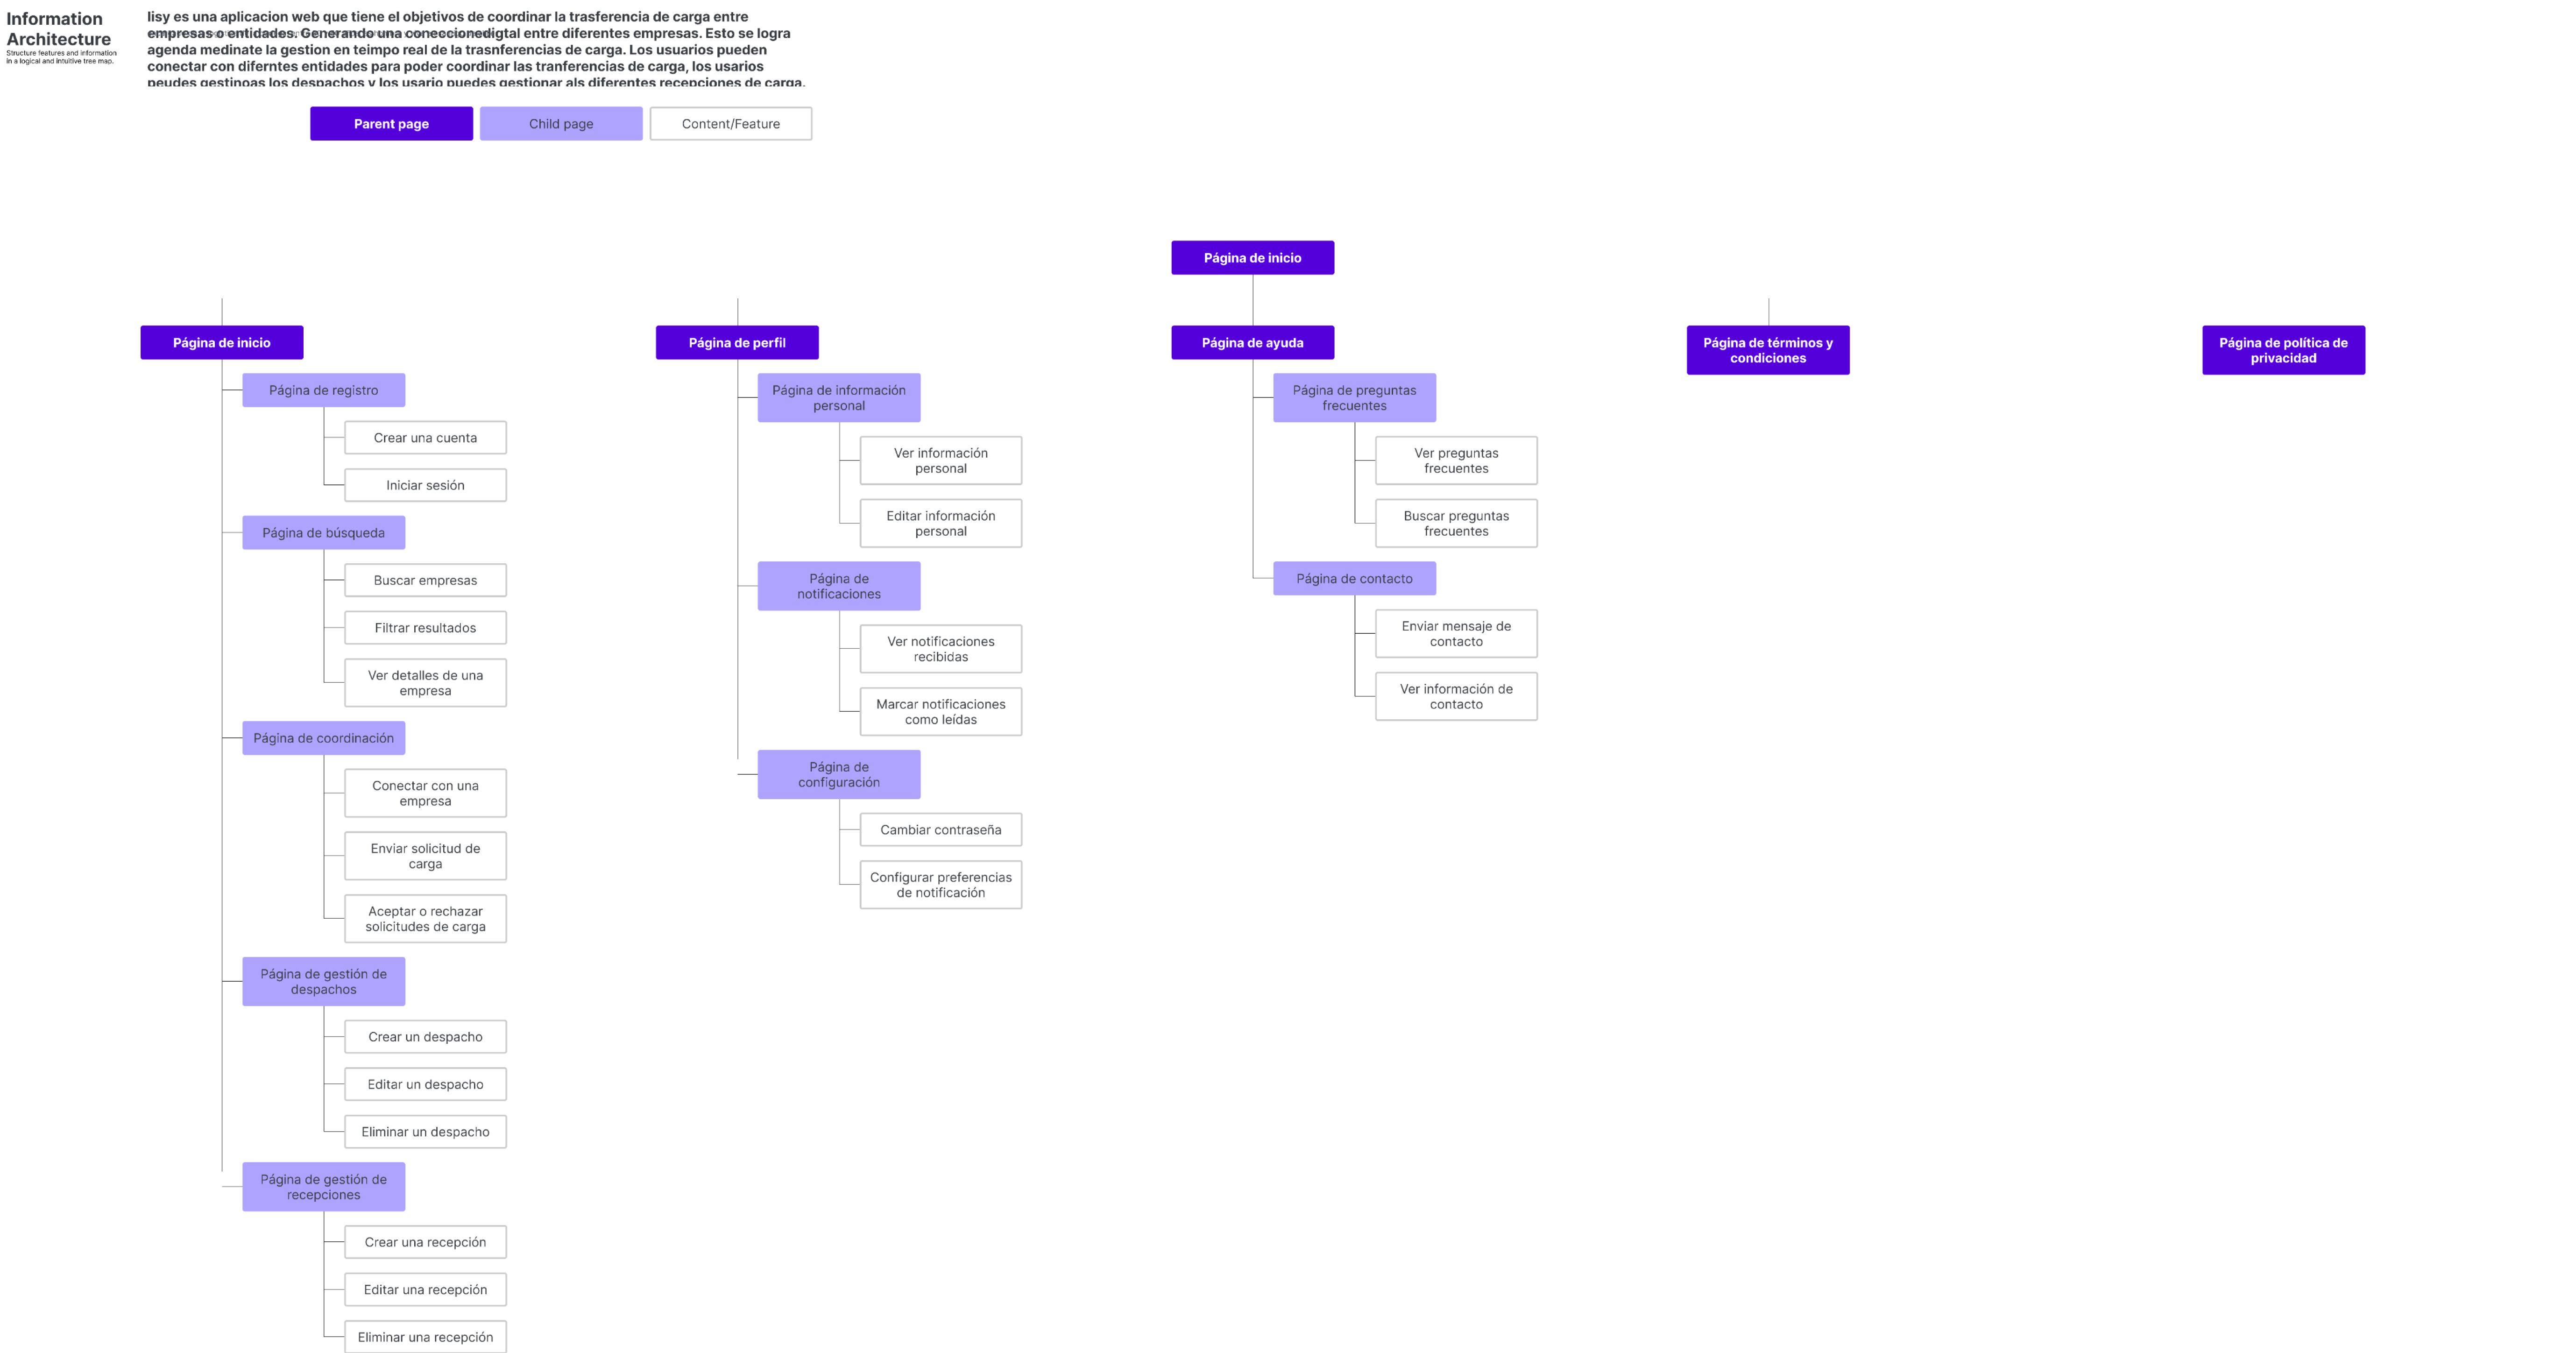 Information
Architecture
Structure features and information
in a logical and intuitive tree map.
lisy es una aplicacion web que tiene el objetivos de coordinar la trasferencia de carga entre
empresas o entidades. Generando una coneccion dedigtal entre diferentes empresas. Esto se logra
agenda medinate la gestion en teimpo real de la trasnferencias de carga. Los usuarios pueden
conectar con diferntes entidades para poder coordinar las tranferencias de carga, los usarios
peudes gestinoas los despachos y los usario puedes gestionar als diferentes recepciones de carga.
Parent page
Child page
Content/Feature
Página de inicio
Página de inicio
Página de registro
Crear una cuenta
Iniciar sesión
Página de búsqueda
Buscar empresas
Filtrar resultados
Ver detalles de una
empresa
Página de coordinación
Conectar con una
empresa
Enviar solicitud de
carga
Aceptar o rechazar
solicitudes de carga
Página de gestión de
despachos
Crear un despacho
Editar un despacho
Eliminar un despacho
Página de gestión de
recepciones
Crear una recepción
Editar una recepción
Eliminar una recepción
Página de perfil
Página de información
personal
Ver información
personal
Editar información
personal
Página de
notificaciones
Ver notificaciones
recibidas
Marcar notificaciones
como leídas
Página de
configuración
Cambiar contraseña
Configurar preferencias
de notificación
Página de ayuda
Página de preguntas
frecuentes
Ver preguntas
frecuentes
Buscar preguntas
frecuentes
Página de contacto
Enviar mensaje de
contacto
Ver información de
contacto
Página de términos y
condiciones
Página de política de
privacidad